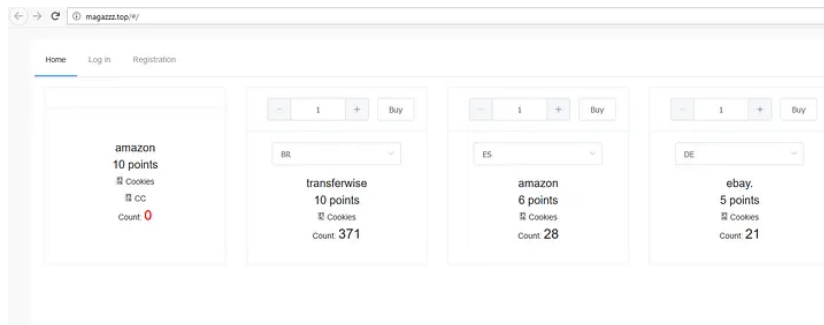 magazzz.top/#/
Home Log in Registration
amazon
10 points
Cookies
CC
Count: 0
1 Buy
BR
transferwise
10 points
Cookies
Count: 371
1 Buy
ES
amazon
6 points
Cookies
Count: 28
1 Buy
DE
ebay.
5 points
Cookies
Count: 21